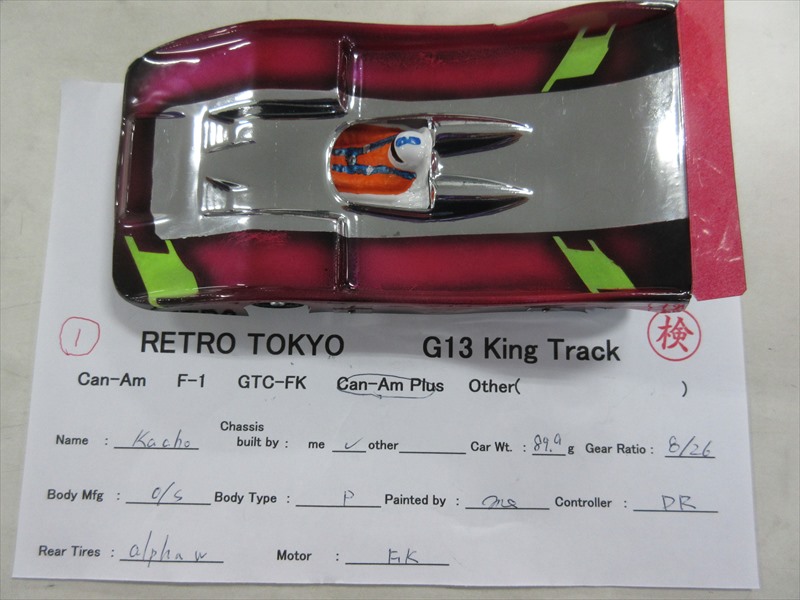 1
RETRO TOKYO G13 King Track 検
Can-Am F-1 GTC-FK Can-Am Plus Other( )
Name : Kacho Chassis built by : me ✓ other Car Wt. : 89.9 g Gear Ratio : 8/26
Body Mfg : O/S Body Type : P Painted by : me Controller : DR
Rear Tires : alpha w Motor : FK